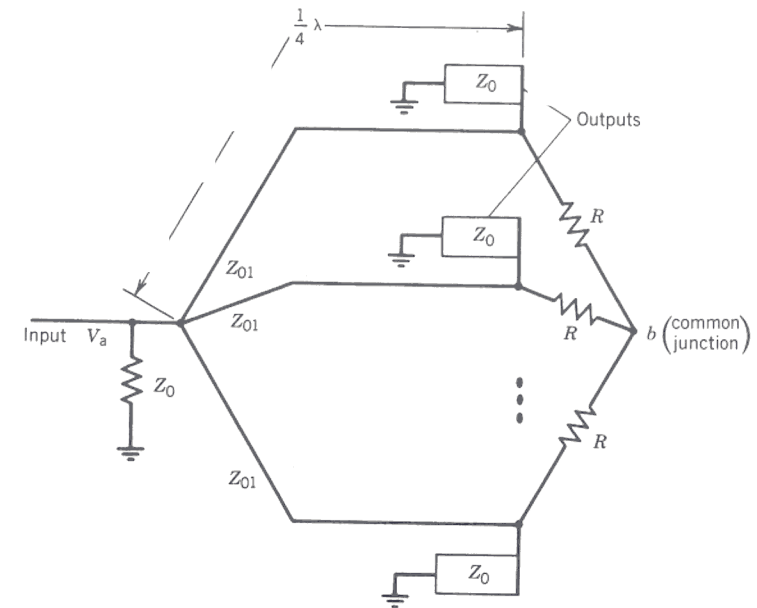 1/4 λ
Z0
Outputs
Z0
R
Z01
Z01
R
Input Va
Z0
b (common junction)
R
Z01
Z0